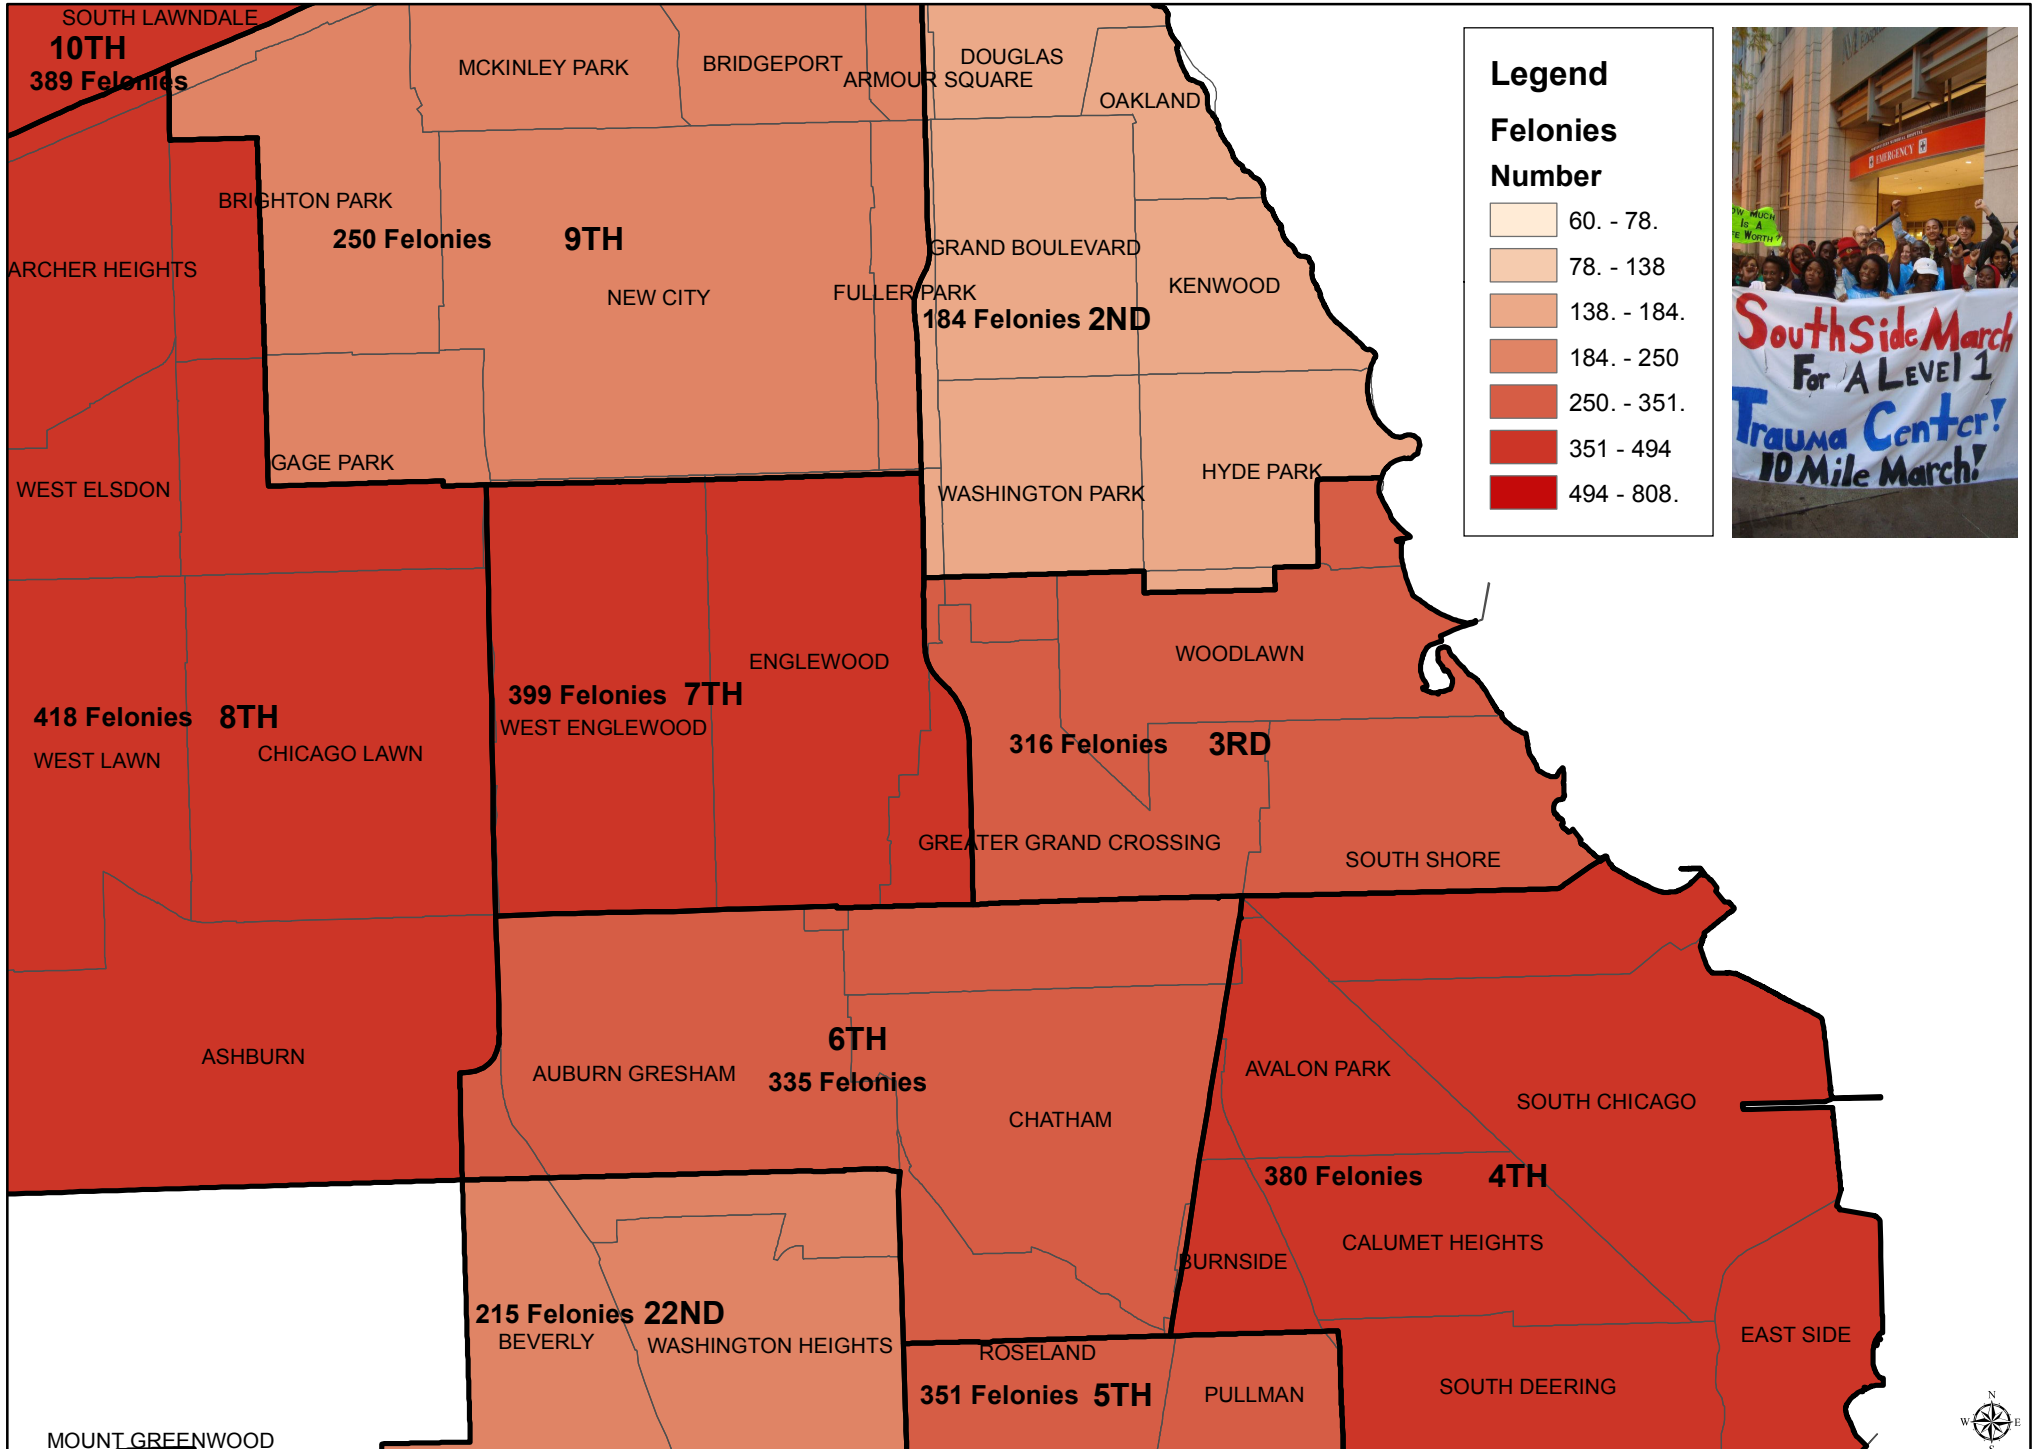 SOUTH LAWNDALE
10TH
389 Felonies
MCKINLEY PARK
BRIDGEPORT
ARMOUR SQUARE
DOUGLAS
OAKLAND
BRIGHTON PARK
250 Felonies
9TH
ARCHER HEIGHTS
NEW CITY
FULLER PARK
GRAND BOULEVARD
KENWOOD
184 Felonies 2ND
GAGE PARK
WEST ELSDON
WASHINGTON PARK
HYDE PARK
ENGLEWOOD
WOODLAWN
399 Felonies 7TH
WEST ENGLEWOOD
418 Felonies 8TH
WEST LAWN
CHICAGO LAWN
316 Felonies 3RD
GREATER GRAND CROSSING
SOUTH SHORE
ASHBURN
6TH
AUBURN GRESHAM
335 Felonies
CHATHAM
AVALON PARK
SOUTH CHICAGO
380 Felonies 4TH
CALUMET HEIGHTS
BURNSIDE
215 Felonies 22ND
BEVERLY
WASHINGTON HEIGHTS
ROSELAND
351 Felonies 5TH
PULLMAN
SOUTH DEERING
EAST SIDE
MOUNT GREENWOOD
Legend
Felonies
Number
60. - 78.
78. - 138
138. - 184.
184. - 250
250. - 351.
351 - 494
494 - 808.
EMERGENCY
MUCH
IS A
WORTH?
South Side March
For A Level 1
Trauma Center!
10 Mile March!
N
W E
S